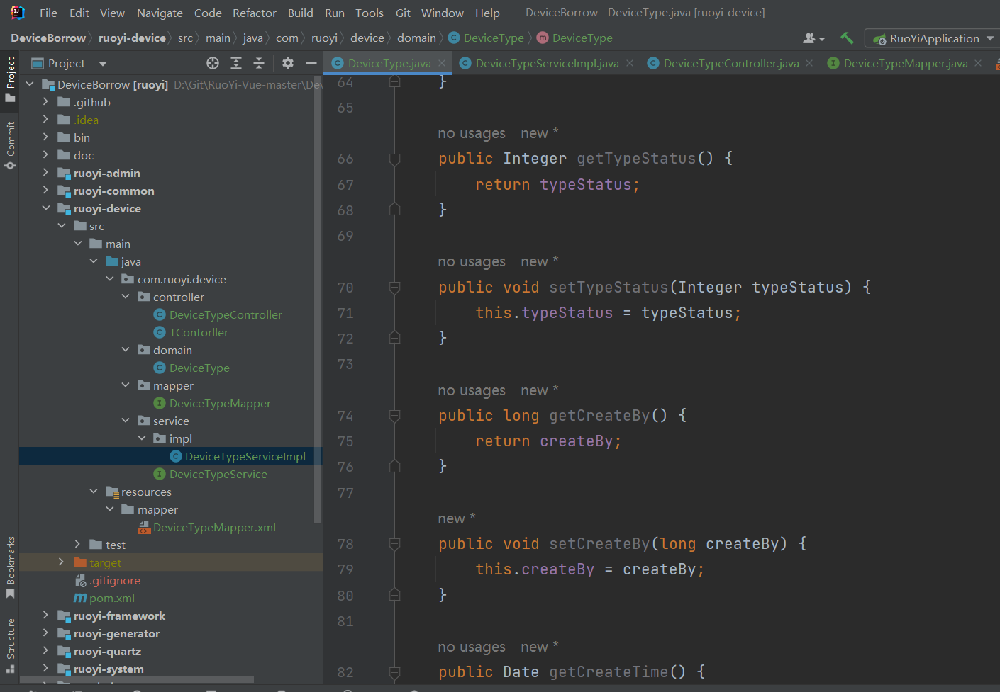 File Edit View Navigate Code Refactor Build Run Tools Git Window Help DeviceBorrow - DeviceType.java [ruoyi-device]
DeviceBorrow ruoyi-device src main java com ruoyi device domain DeviceType DeviceType RuoYiApplication
Project
Commit
Bookmarks
Structure
Project
DeviceBorrow [ruoyi] D:\Git\RuoYi-Vue-master\Dev
.github
.idea
bin
doc
ruoyi-admin
ruoyi-common
ruoyi-device
src
main
java
com.ruoyi.device
controller
DeviceTypeController
TContorller
domain
DeviceType
mapper
DeviceTypeMapper
service
impl
DeviceTypeServiceImpl
DeviceTypeService
resources
mapper
DeviceTypeMapper.xml
test
target
.gitignore
pom.xml
ruoyi-framework
ruoyi-generator
ruoyi-quartz
ruoyi-system
DeviceType.java DeviceTypeServiceImpl.java DeviceTypeController.java DeviceTypeMapper.java
64 }
65
no usages new *
66 public Integer getTypeStatus() {
67 return typeStatus;
68 }
69
no usages new *
70 public void setTypeStatus(Integer typeStatus) {
71 this.typeStatus = typeStatus;
72 }
73
no usages new *
74 public long getCreateBy() {
75 return createBy;
76 }
77
new *
78 public void setCreateBy(long createBy) {
79 this.createBy = createBy;
80 }
81
no usages new *
82 public Date getCreateTime() {